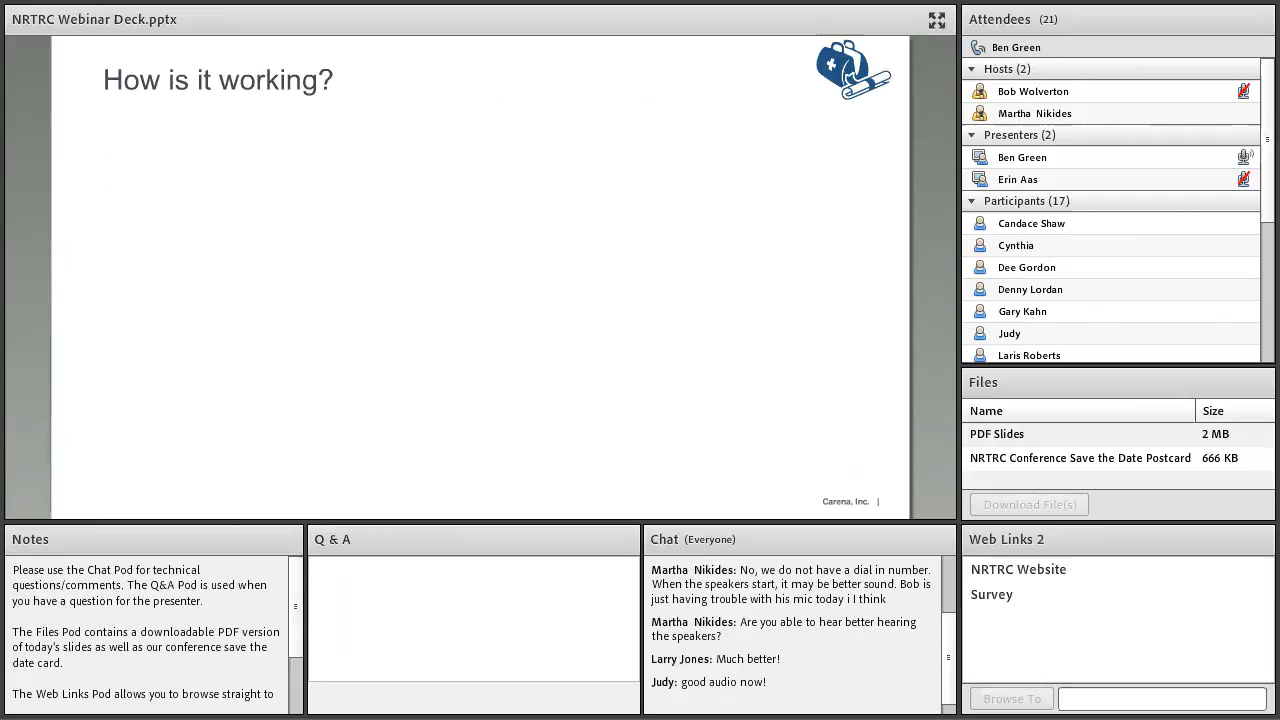 NRTRC Webinar Deck.pptx
How is it working?
Carena, Inc. |
Attendees (21)
Ben Green
Hosts (2)
Bob Wolverton
Martha Nikides
Presenters (2)
Ben Green
Erin Aas
Participants (17)
Candace Shaw
Cynthia
Dee Gordon
Denny Lordan
Gary Kahn
Judy
Laris Roberts
Files
Name Size
PDF Slides 2 MB
NRTRC Conference Save the Date Postcard 666 KB
Download File(s)
Notes
Please use the Chat Pod for technical
questions/comments. The Q&A Pod is used when
you have a question for the presenter.
The Files Pod contains a downloadable PDF version
of today's slides as well as our conference save the
date card.
The Web Links Pod allows you to browse straight to
Q & A
Chat (Everyone)
Martha Nikides: No, we do not have a dial in number.
When the speakers start, it may be better sound. Bob is
just having trouble with his mic today i I think
Martha Nikides: Are you able to hear better hearing
the speakers?
Larry Jones: Much better!
Judy: good audio now!
Web Links 2
NRTRC Website
Survey
Browse To